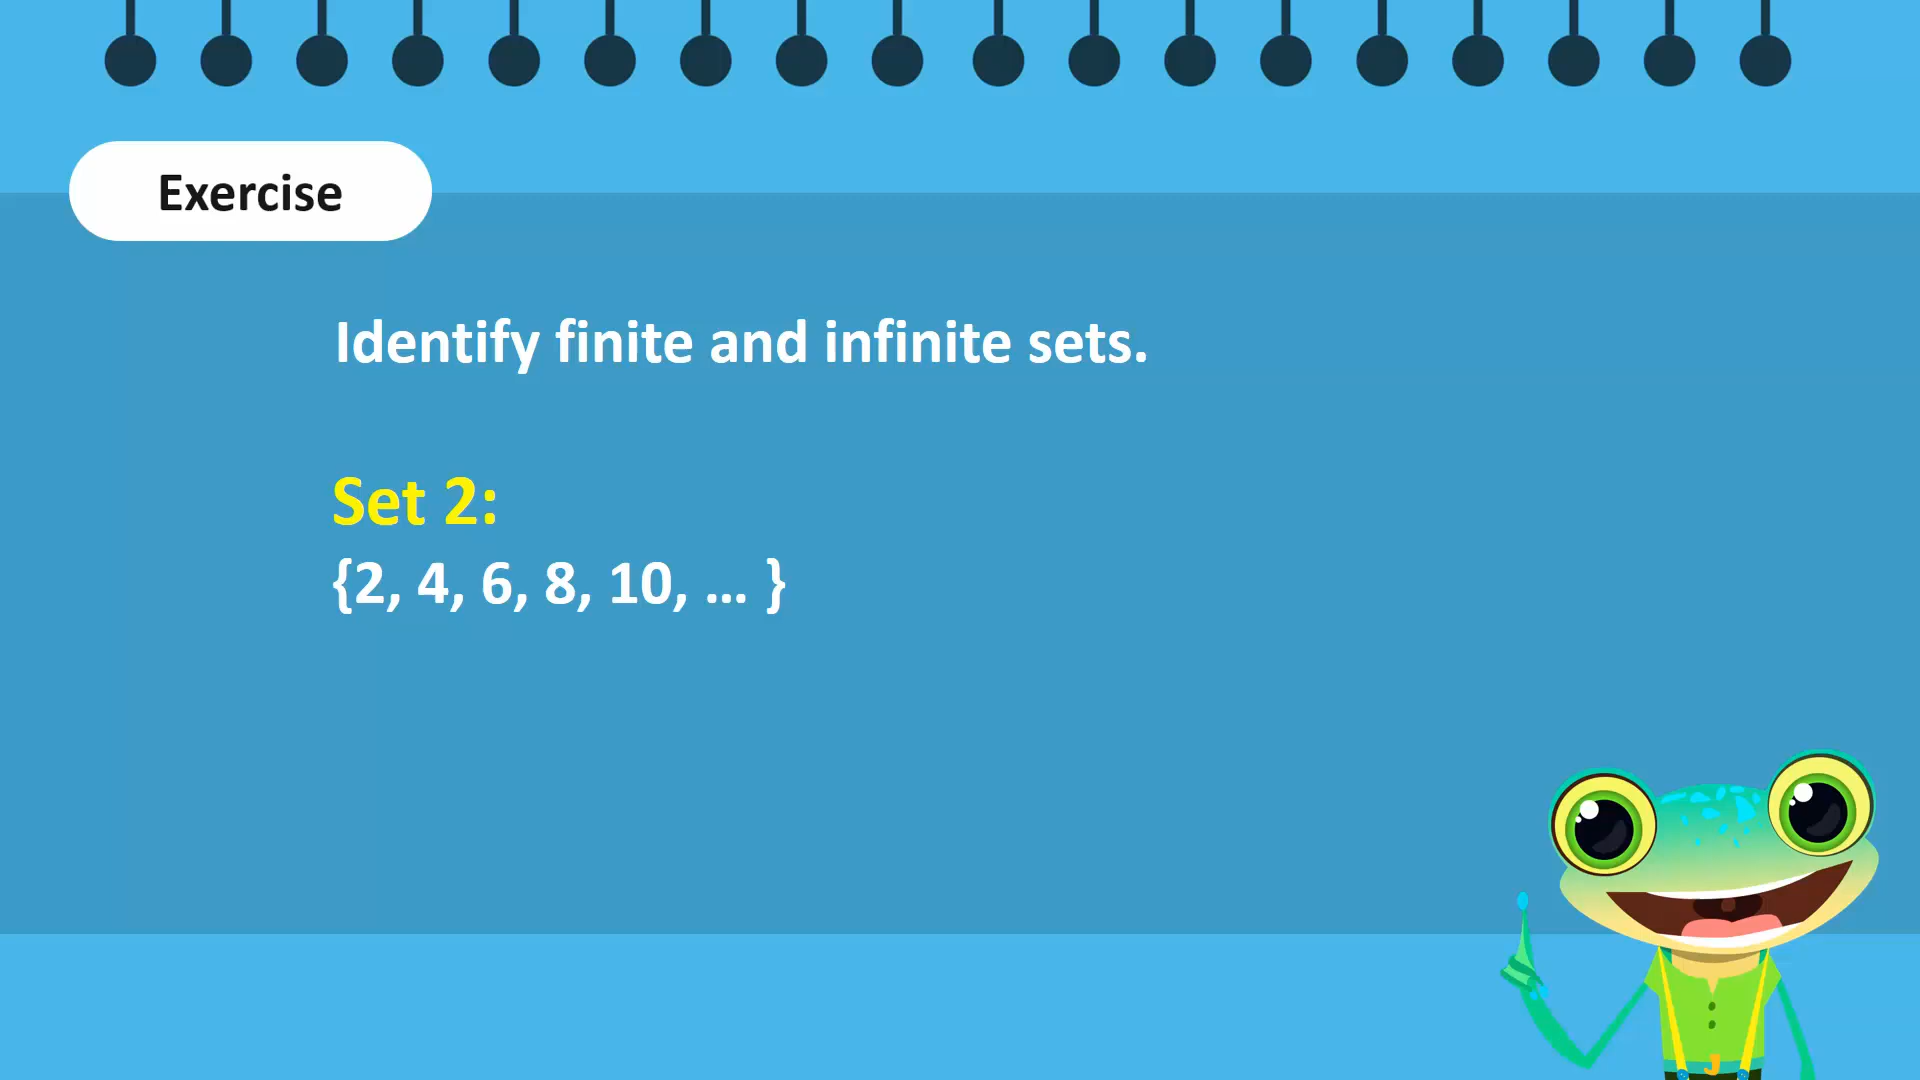 Exercise
Identify finite and infinite sets.
Set 2:
{2, 4, 6, 8, 10, ... }